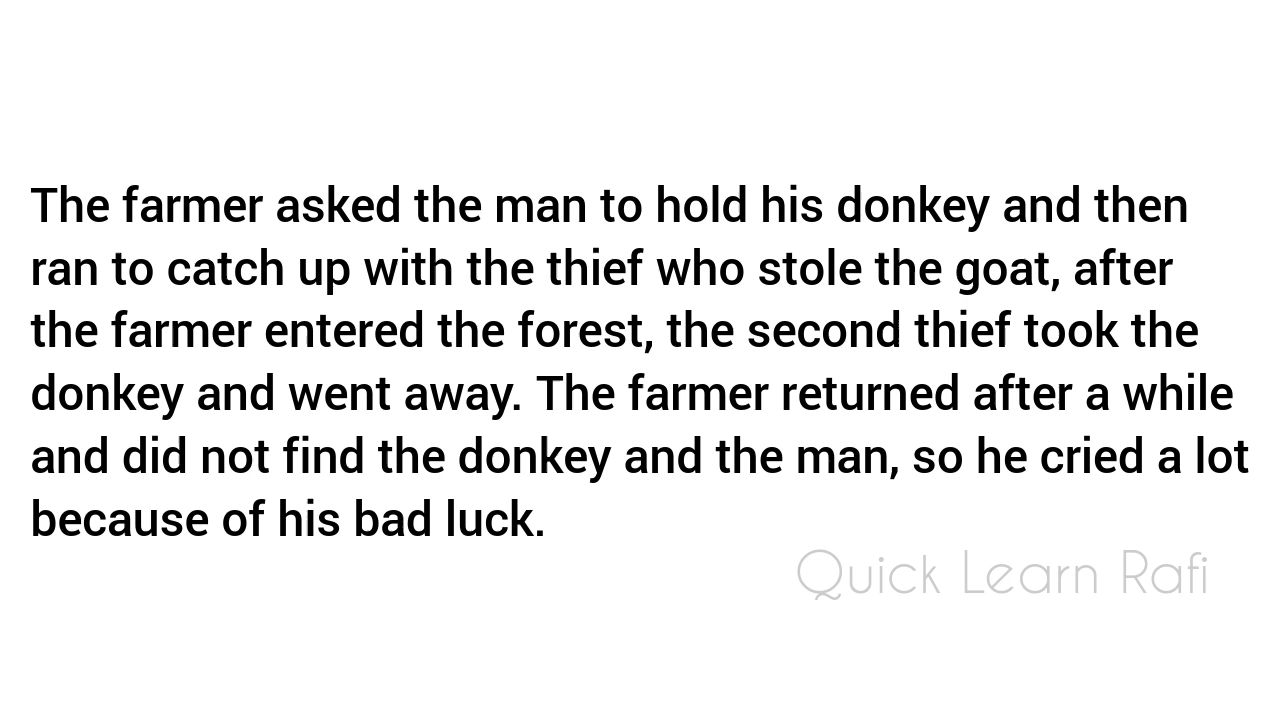 The farmer asked the man to hold his donkey and then
ran to catch up with the thief who stole the goat, after
the farmer entered the forest, the second thief took the
donkey and went away. The farmer returned after a while
and did not find the donkey and the man, so he cried a lot
because of his bad luck.
Quick Learn Rafi